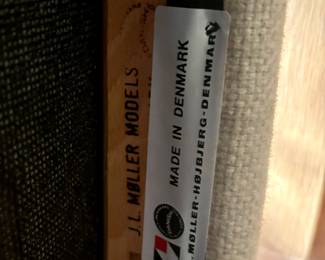 J.L. MØLLER MODELS
MADE IN DENMARK
MØLLER-HØJBJERG-DENMARK